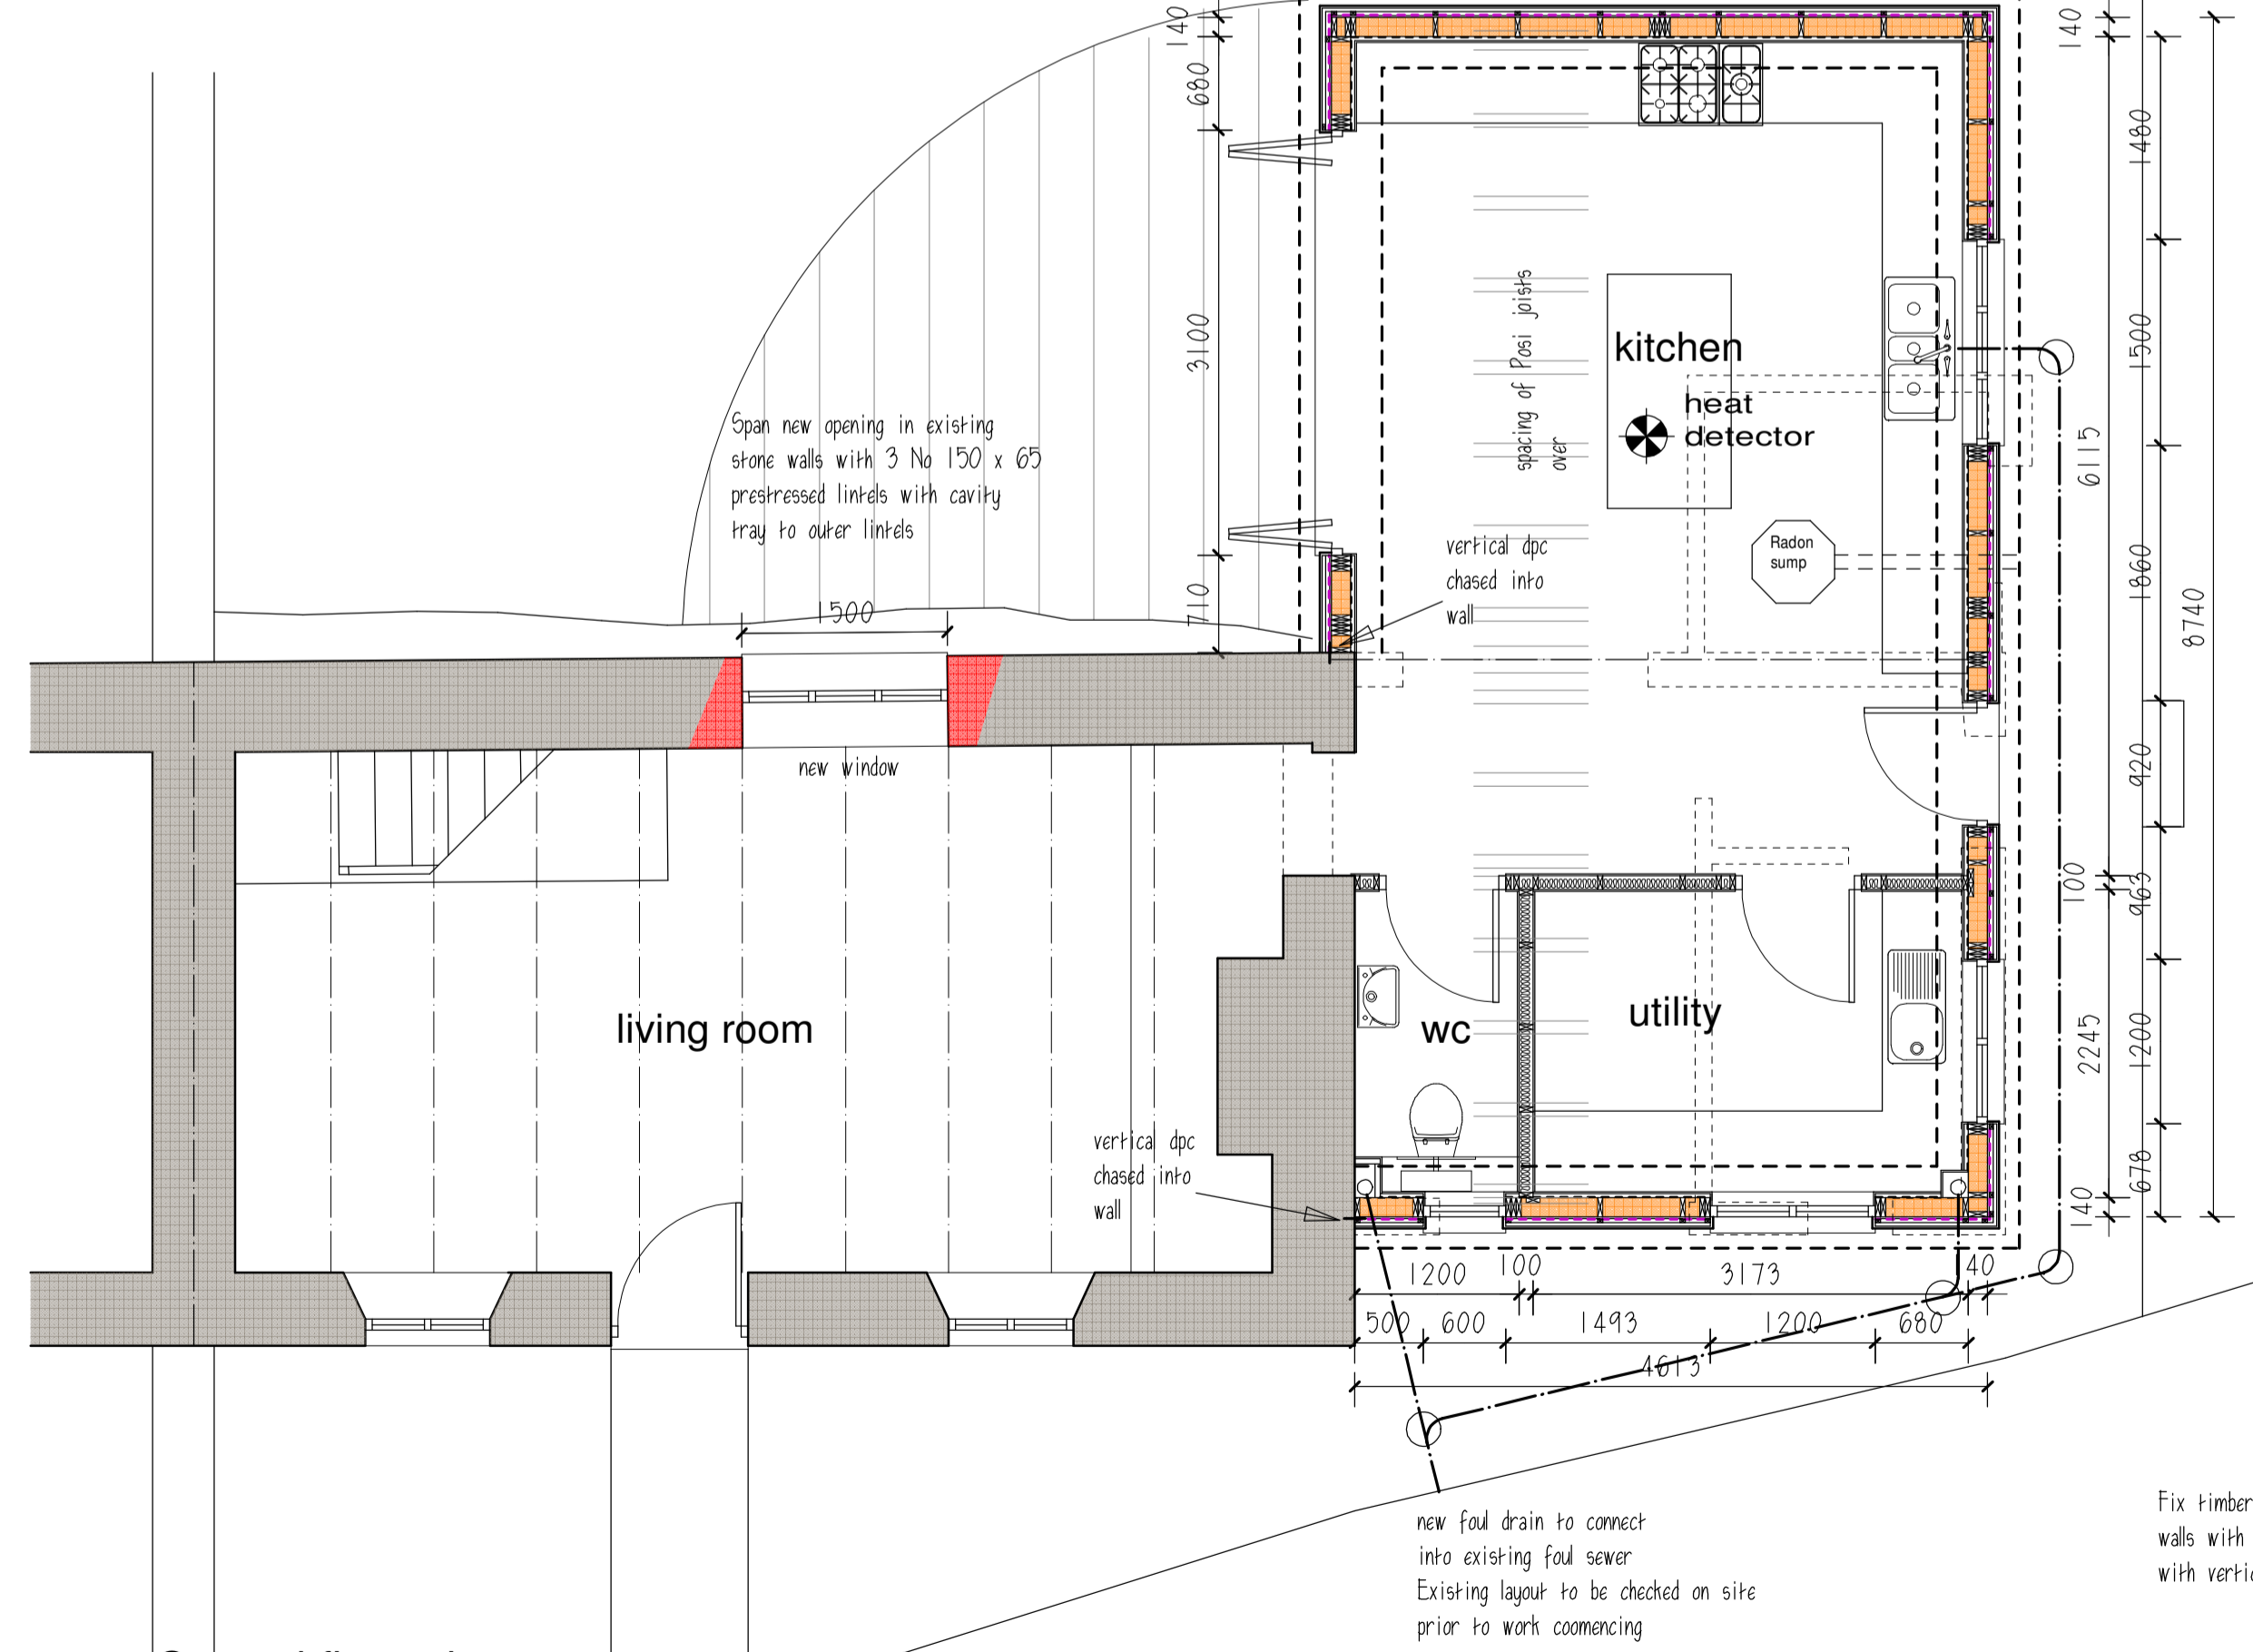 140
680
3100
710
Span new opening in existing
stone walls with 3 No 150 x 65
prestressed lintels with cavity
tray to outer lintels
1500
new window
living room
vertical dpc
chased into
wall
spacing of Posi joists
over
kitchen
heat
detector
Radon
sump
vertical dpc
chased into
wall
wc
utility
140
1480
1500
6115
1860
8740
920
100
963
2245
1200
678
140
1200
100
3173
40
500
600
1493
1200
680
4613
new foul drain to connect
into existing foul sewer
Existing layout to be checked on site
prior to work coomencing
Fix timber
walls with
with